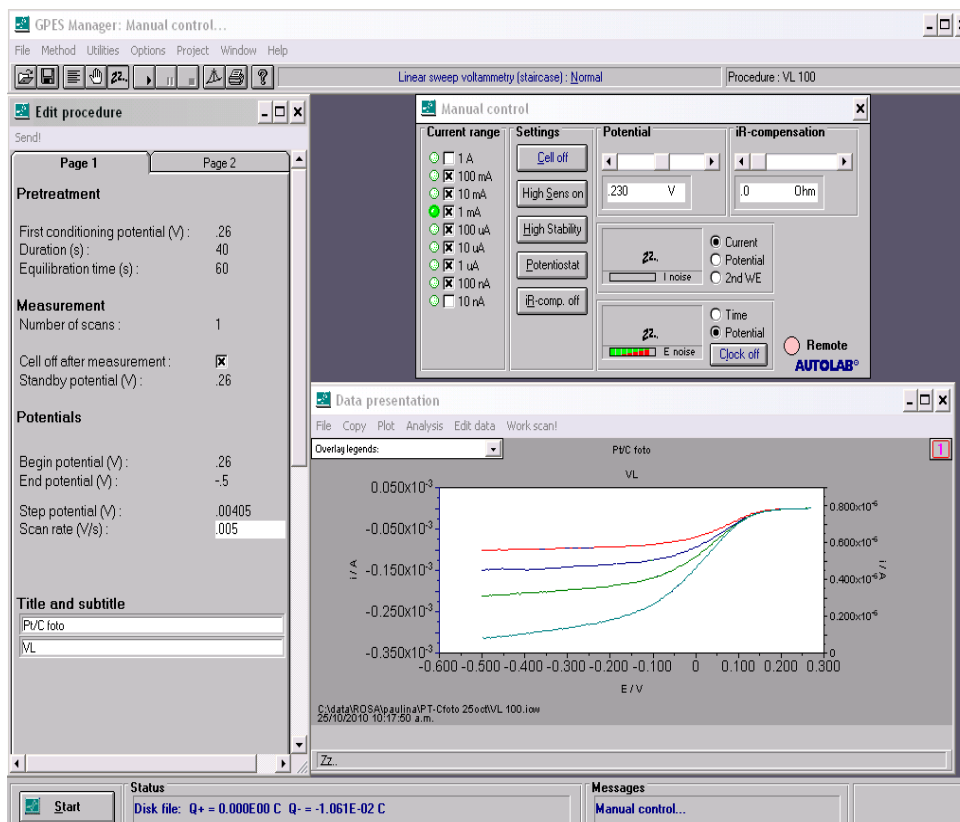 GPES Manager: Manual control...
File Method Utilities Options Project Window Help
Linear sweep voltammetry (staircase) : Normal
Procedure : VL 100
Edit procedure
Send!
Page 1
Page 2
Pretreatment
First conditioning potential (V) : .26
Duration (s) : 40
Equilibration time (s) : 60
Measurement
Number of scans : 1
Cell off after measurement :
Standby potential (V) : .26
Potentials
Begin potential (V) : .26
End potential (V) : -.5
Step potential (V) : .00405
Scan rate (V/s) : .005
Title and subtitle
Pt/C foto
VL
Manual control
Current range
1 A
100 mA
10 mA
1 mA
100 uA
10 uA
1 uA
100 nA
10 nA
Settings
Cell off
High Sens on
High Stability
Potentiostat
iR-comp. off
Potential
.230 V
iR-compensation
.0 Ohm
I noise
Current
Potential
2nd WE
E noise
Time
Potential
Clock off
Remote
AUTOLAB®
Data presentation
File Copy Plot Analysis Edit data Work scan!
Overlay legends:
Pt/C foto
1
VL
0.050x10-3
-0.050x10-3
-0.150x10-3
-0.250x10-3
-0.350x10-3
i / A
0.800x10-6
0.600x10-6
0.400x10-6
0.200x10-6
0
i / A
-0.600 -0.500 -0.400 -0.300 -0.200 -0.100 0 0.100 0.200 0.300
E / V
C:\data\ROSA\paulina\PT-Cfoto 25oct\VL 100.iow
25/10/2010 10:17:50 a.m.
Zz..
Start
Status
Disk file: Q+ = 0.000E00 C Q- = -1.061E-02 C
Messages
Manual control...